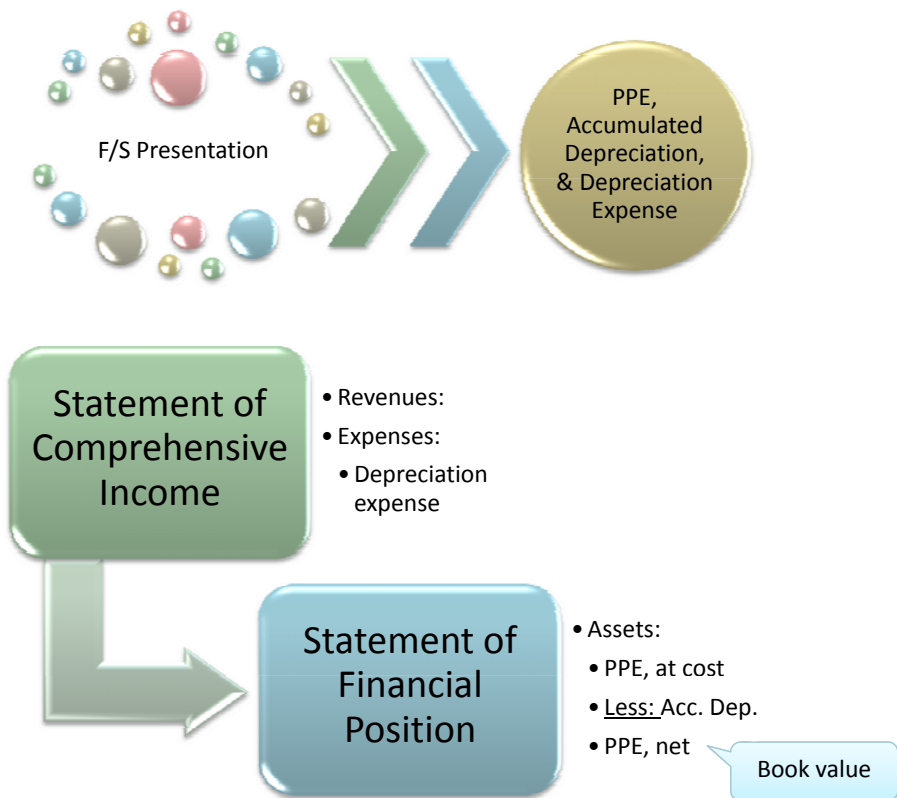 F/S Presentation
PPE,
Accumulated
Depreciation,
& Depreciation
Expense
Statement of
Comprehensive
Income
• Revenues:
• Expenses:
• Depreciation
expense
Statement of
Financial
Position
• Assets:
• PPE, at cost
• Less: Acc. Dep.
• PPE, net
Book value